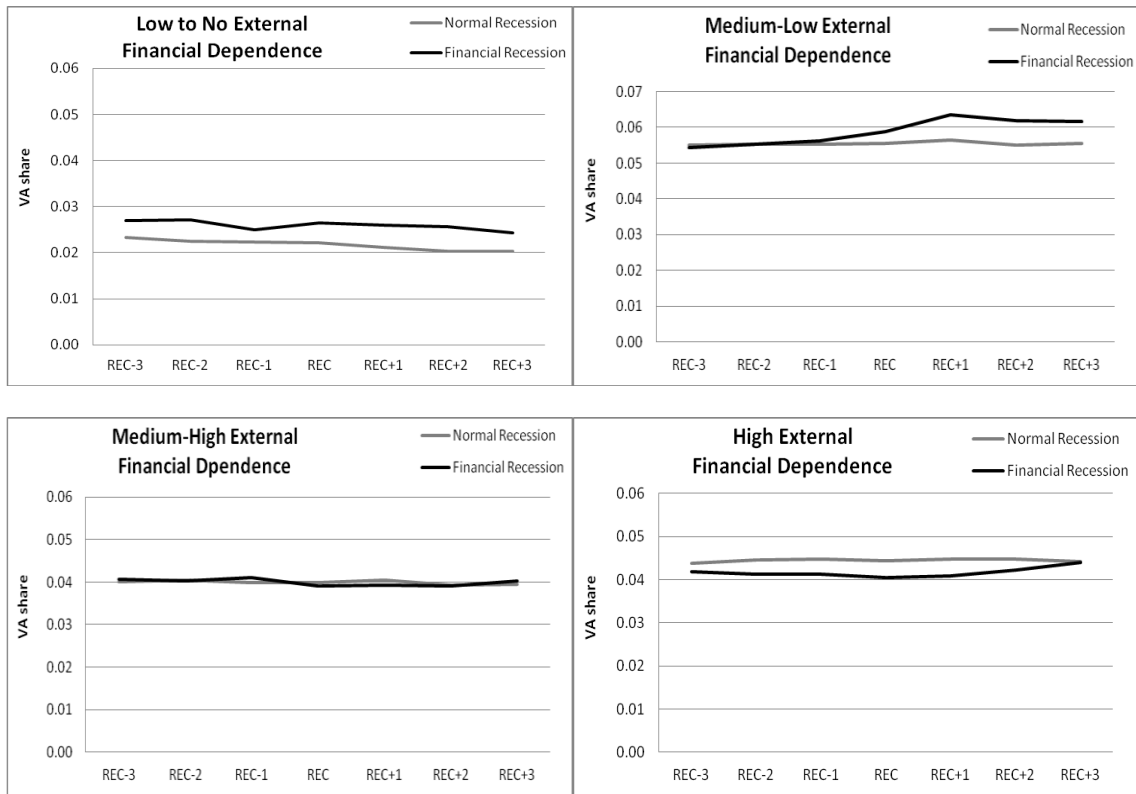 Low to No External
Financial Dependence
Normal Recession
Financial Recession
VA share
0.06
0.05
0.04
0.03
0.02
0.01
0.00
REC-3 REC-2 REC-1 REC REC+1 REC+2 REC+3
Medium-Low External
Financial Dependence
Normal Recession
Financial Recession
VA share
0.07
0.06
0.05
0.04
0.03
0.02
0.01
0.00
REC-3 REC-2 REC-1 REC REC+1 REC+2 REC+3
Medium-High External
Financial Dpendence
Normal Recession
Financial Recession
VA share
0.06
0.05
0.04
0.03
0.02
0.01
0.00
REC-3 REC-2 REC-1 REC REC+1 REC+2 REC+3
High External
Financial Dependence
Normal Recession
Financial Recession
VA share
0.06
0.05
0.04
0.03
0.02
0.01
0.00
REC-3 REC-2 REC-1 REC REC+1 REC+2 REC+3